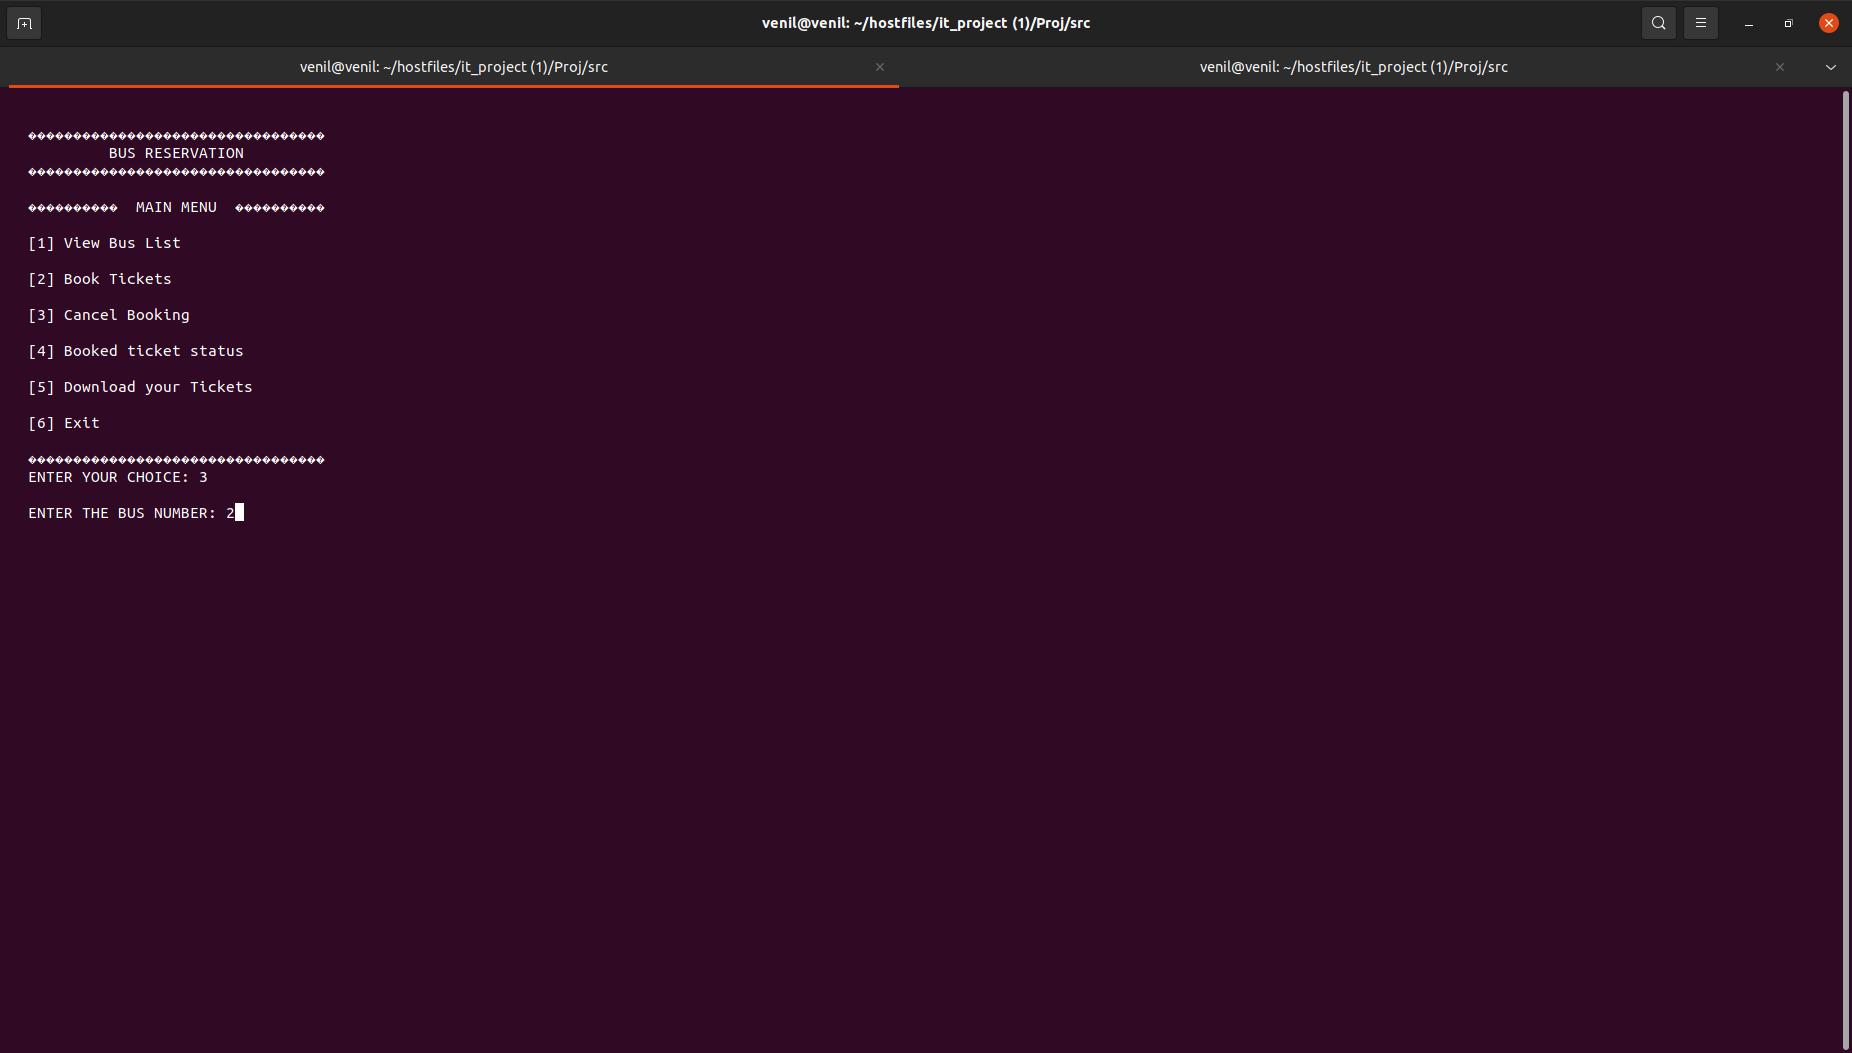 venil@venil: ~/hostfiles/it_project (1)/Proj/src
venil@venil: ~/hostfiles/it_project (1)/Proj/src
venil@venil: ~/hostfiles/it_project (1)/Proj/src
���������������������������������
BUS RESERVATION
���������������������������������
���������� MAIN MENU ����������
[1] View Bus List
[2] Book Tickets
[3] Cancel Booking
[4] Booked ticket status
[5] Download your Tickets
[6] Exit
���������������������������������
ENTER YOUR CHOICE: 3
ENTER THE BUS NUMBER: 2